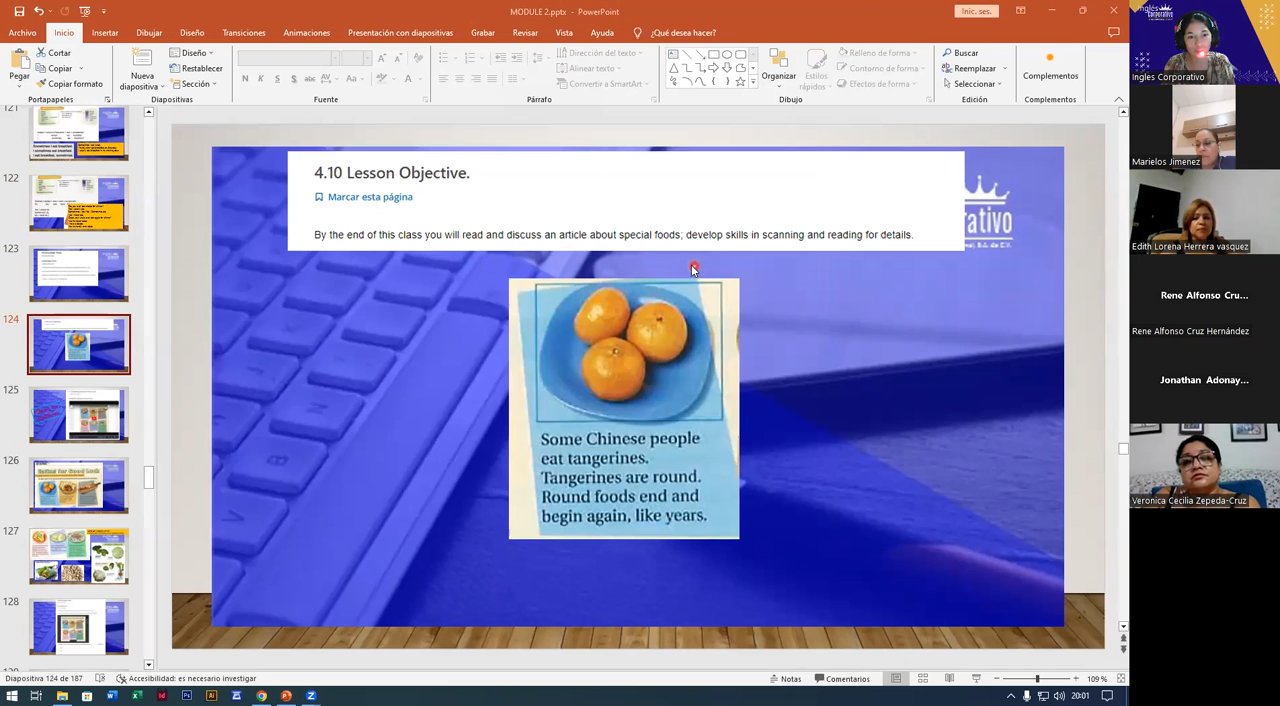 MODULE 2.pptx - PowerPoint
Inic. ses.
Archivo Inicio Insertar Dibujar Diseño Transiciones Animaciones Presentación con diapositivas Grabar Revisar Vista Ayuda ¿Qué desea hacer?
Pegar
Cortar
Copiar
Copiar formato
Portapapeles
Nueva
diapositiva
Diseño
Restablecer
Sección
Diapositivas
N K S S abc AV Aa A
Fuente
Párrafo
Dirección del texto
Alinear texto
Convertir a SmartArt
Organizar
Estilos
rápidos
Relleno de forma
Contorno de forma
Efectos de forma
Dibujo
Buscar
Reemplazar
Seleccionar
Edición
Complementos
Complementos
121
122
123
124
125
126
127
128
4.10 Lesson Objective.
Marcar esta página
By the end of this class you will read and discuss an article about special foods; develop skills in scanning and reading for details.
Some Chinese people
eat tangerines.
Tangerines are round.
Round foods end and
begin again, like years.
Diapositiva 124 de 187
Accesibilidad: es necesario investigar
Notas
Comentarios
109 %
20:01
Ingles Corporativo
Marielos Jimenez
Edith Lorena Herrera vasquez
Rene Alfonso Cru...
Rene Alfonso Cruz Hernández
Jonathan Adonay...
Veronica Cecilia Zepeda-Cruz